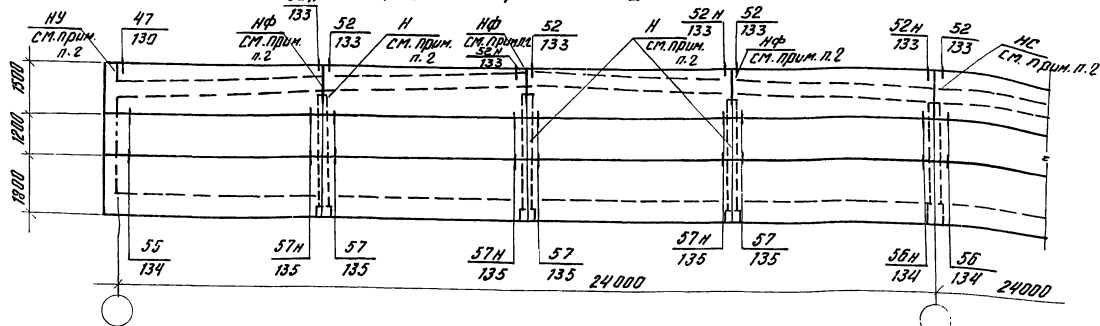 НУ
см. прим.
п.2
47
130
133
52
133
НФ
см. прим.
п.2
Н
см. прим.
п.2
НФ
см. прим. п.2
52н
133
52
133
Н
см. прим.
п.2
52н
133
52
133
НФ
см. прим. п.2
52н
133
52
133
НС
см. прим. п.2
1500
1200
1800
55
134
57н
135
57
135
57н
135
57
135
57н
135
57
135
56н
134
56
134
24000
24000